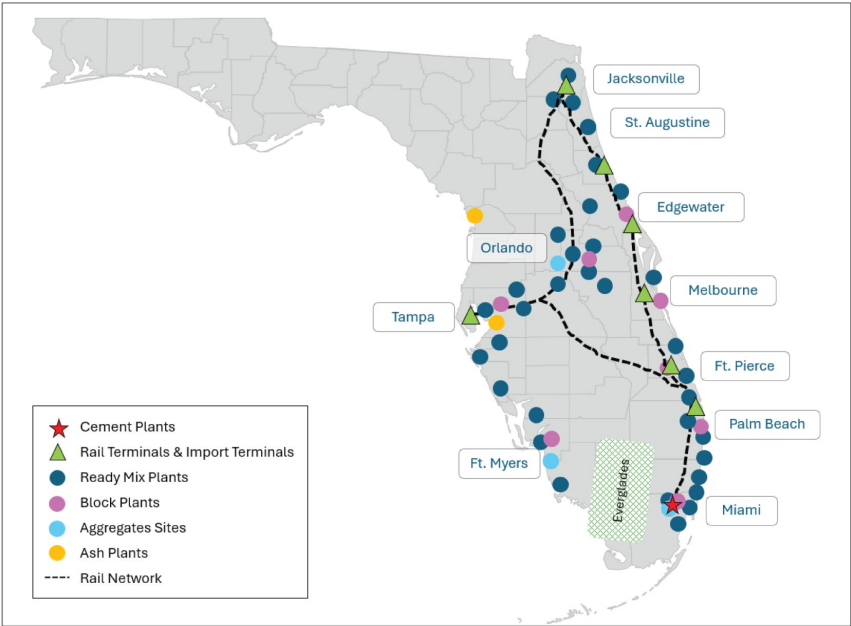 Jacksonville
St. Augustine
Edgewater
Orlando
Melbourne
Tampa
Ft. Pierce
Palm Beach
Ft. Myers
Everglades
Miami
Cement Plants
Rail Terminals & Import Terminals
Ready Mix Plants
Block Plants
Aggregates Sites
Ash Plants
Rail Network